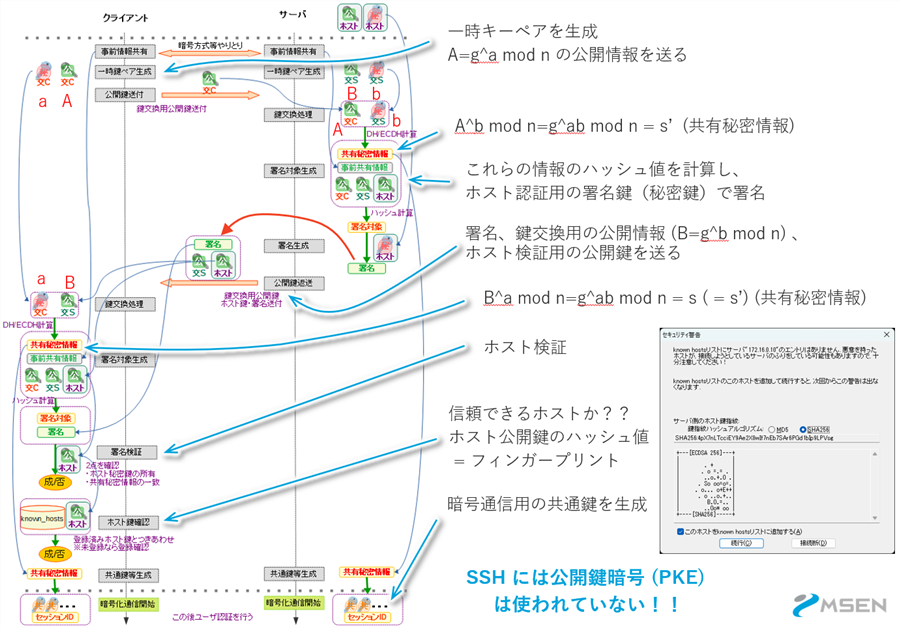 クライアント
サーバ
ホスト
ホスト
事前情報共有
暗号方式等やりとり
事前情報共有
一時鍵ペア生成
一時鍵ペア生成
文C
文C
a
A
文C
文S
文S
B
b
公開鍵送付
鍵交換用公開鍵送付
鍵交換処理
A
文C
文S
b
DH/ECDH計算
共有秘密情報
事前共有情報
署名対象生成
文C
文S
ホスト
ハッシュ計算
署名対象
署名生成
ホスト
署名
署名
文S
ホスト
公開鍵返送
鍵交換用公開鍵
ホスト鍵・署名送付
a
B
文C
文S
鍵交換処理
DH/ECDH計算
共有秘密情報
事前共有情報
署名対象生成
文C
文S
ホスト
ハッシュ計算
署名対象
署名
ホスト
署名検証
2点を確認
・ホスト秘密鍵の所有
・共有秘密情報の一致
成/否
known_hosts
ホスト
ホスト鍵確認
登録済みホスト鍵とつきあわせ
※未登録なら登録確認
成/否
共有秘密情報
共通鍵等生成
共通鍵等生成
共有秘密情報
セッションID
暗号化通信開始
暗号化通信開始
セッションID
この後ユーザ認証を行う
一時キーペアを生成
A=g^a mod n の公開情報を送る
A^b mod n=g^ab mod n = s’ (共有秘密情報)
これらの情報のハッシュ値を計算し、
ホスト認証用の署名鍵（秘密鍵）で署名
署名、鍵交換用の公開情報 (B=g^b mod n) 、
ホスト検証用の公開鍵を送る
B^a mod n=g^ab mod n = s ( = s’) (共有秘密情報)
ホスト検証
信頼できるホストか？？
ホスト公開鍵のハッシュ値
= フィンガープリント
暗号通信用の共通鍵を生成
セキュリティ警告
known hostsリストにサーバ"172.16.0.10"のエントリはありません. 悪意を持った
ホストが、接続しようとしているサーバのふりをしている可能性もありますので、十
分注意してください!
known hostsリストのこのホストを追加して続行すると、次回からこの警告は出な
くなります.
サーバ側のホスト鍵指紋:
鍵指紋ハッシュアルゴリズム:
MD5
SHA256
+---[ECDSA 256]---+
+----[SHA256]-----+
このホストをknown hostsリストに追加する(A)
続行(C)
接続断(D)
SSH には公開鍵暗号 (PKE)
は使われていない！！
MSEN